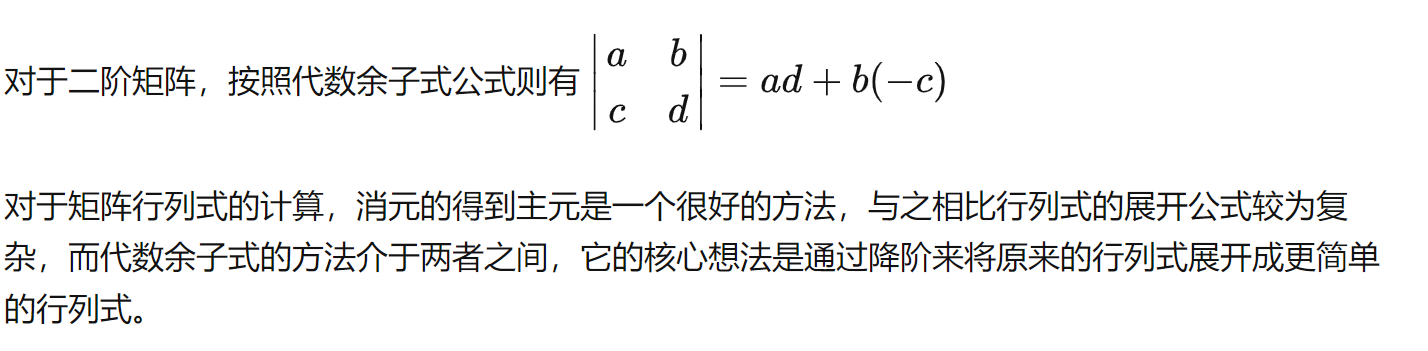 对于二阶矩阵，按照代数余子式公式则有 $\begin{vmatrix} a & b \\ c & d \end{vmatrix} = ad + b(-c)$
对于矩阵行列式的计算，消元的得到主元是一个很好的方法，与之相比行列式的展开公式较为复
杂，而代数余子式的方法介于两者之间，它的核心想法是通过降阶来将原来的行列式展开成更简单
的行列式。